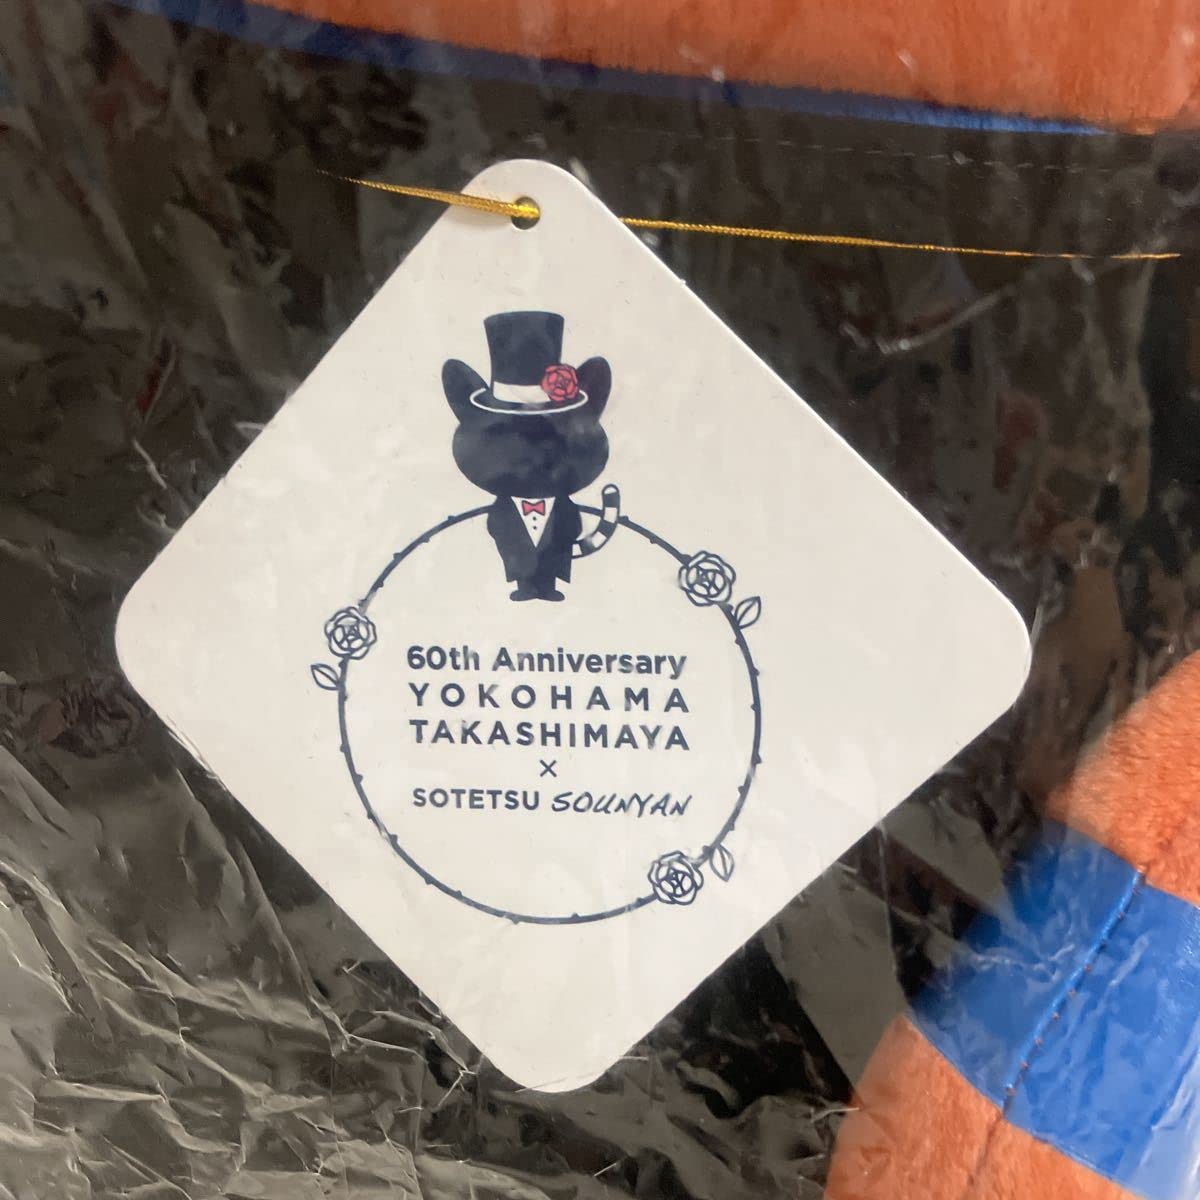 60th Anniversary
YOKOHAMA
TAKASHIMAYA
×
SOTETSU SOUNYAN